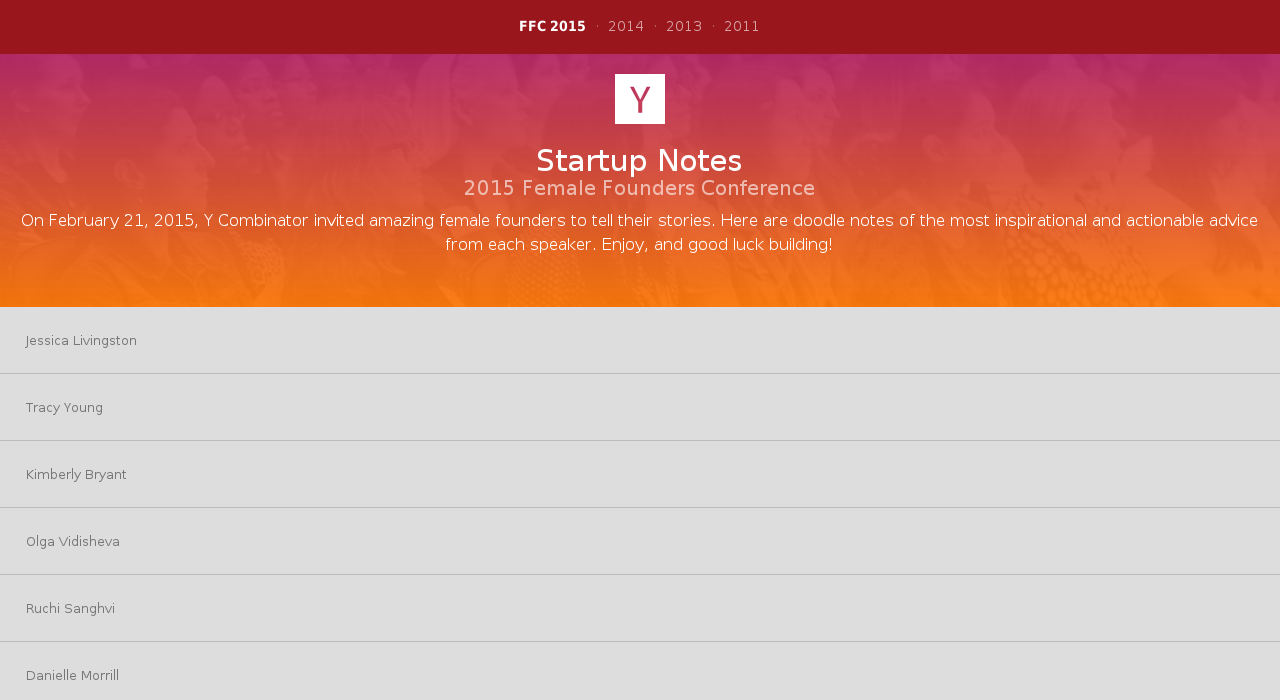 FFC 2015 · 2014 · 2013 · 2011
Y
Startup Notes
2015 Female Founders Conference
On February 21, 2015, Y Combinator invited amazing female founders to tell their stories. Here are doodle notes of the most inspirational and actionable advice
from each speaker. Enjoy, and good luck building!
Jessica Livingston
Tracy Young
Kimberly Bryant
Olga Vidisheva
Ruchi Sanghvi
Danielle Morrill